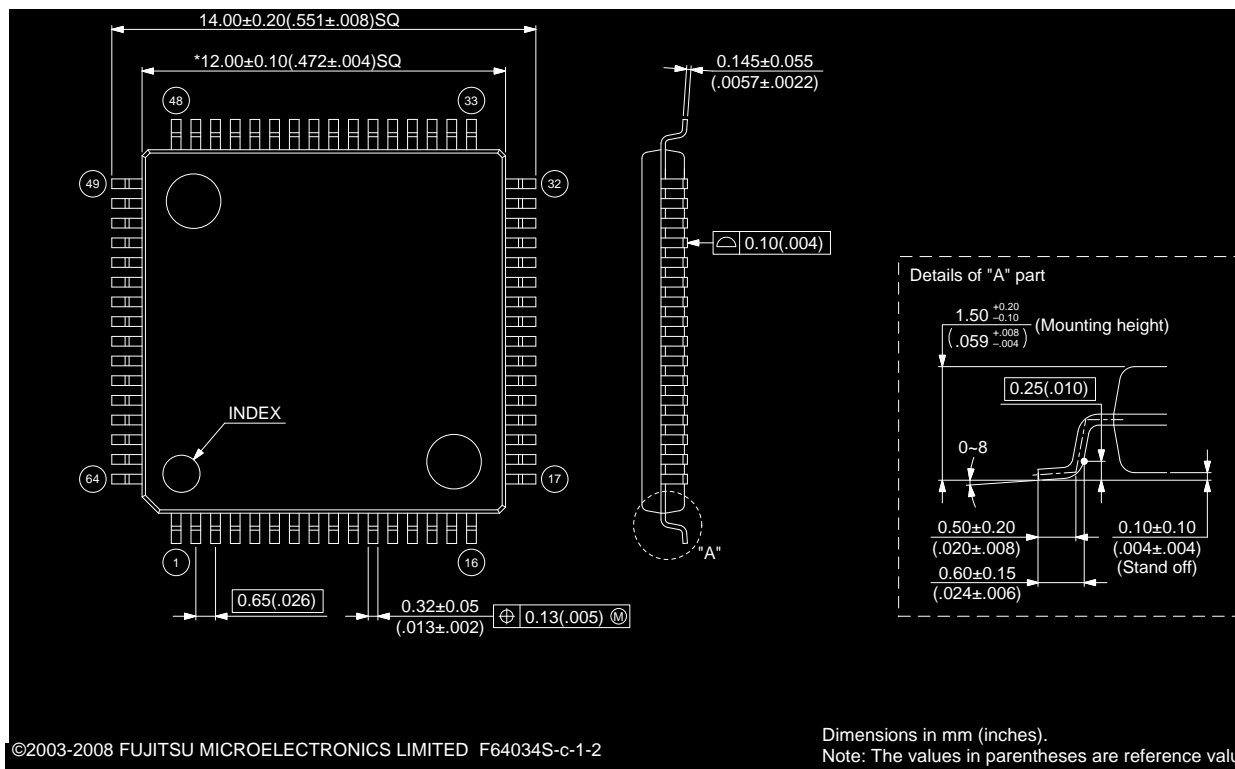 14.00±0.20(.551±.008)SQ
*12.00±0.10(.472±.004)SQ
0.145±0.055
(.0057±.0022)
48
33
49
32
0.10(.004)
Details of "A" part
1.50 +0.20 –0.10
(.059 +.008 –.004)
(Mounting height)
0.25(.010)
INDEX
0~8
64
17
0.50±0.20
(.020±.008)
0.10±0.10
(.004±.004)
(Stand off)
"A"
1
16
0.60±0.15
(.024±.006)
0.65(.026)
0.32±0.05
(.013±.002)
⌖ 0.13(.005) Ⓜ
©2003-2008 FUJITSU MICROELECTRONICS LIMITED F64034S-c-1-2
Dimensions in mm (inches).
Note: The values in parentheses are reference